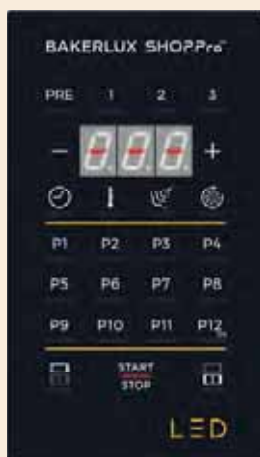 BAKERLUX SHOPPro™
PRE 1 2 3
− - - - +
P1 P2 P3 P4
P5 P6 P7 P8
P9 P10 P11 P12
START
STOP
LED